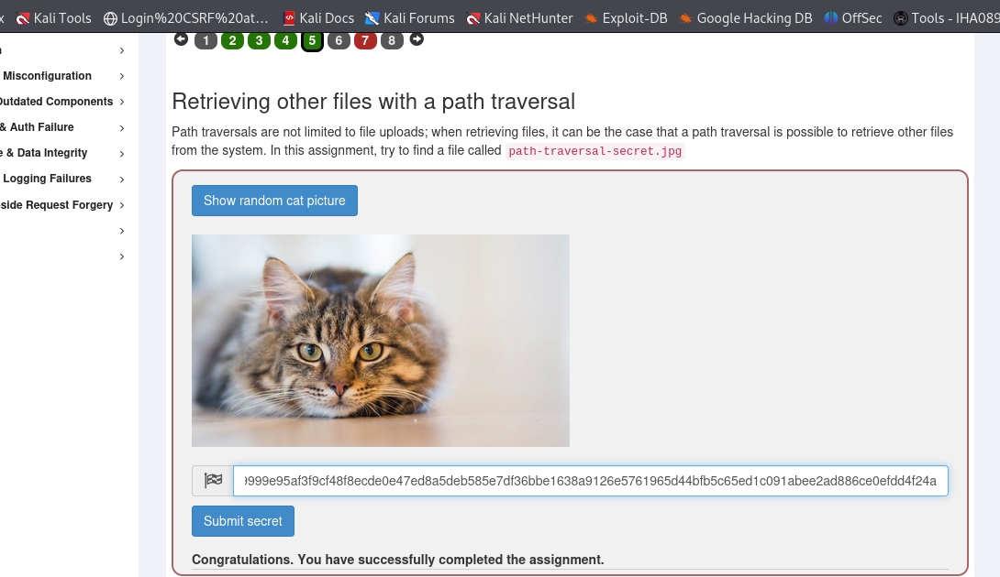 Kali Tools Login%20CSRF%20at... Kali Docs Kali Forums Kali NetHunter Exploit-DB Google Hacking DB OffSec Tools - IHA089
1 2 3 4 5 6 7 8
Misconfiguration
Outdated Components
& Auth Failure
e & Data Integrity
Logging Failures
side Request Forgery
Retrieving other files with a path traversal
Path traversals are not limited to file uploads; when retrieving files, it can be the case that a path traversal is possible to retrieve other files
from the system. In this assignment, try to find a file called path-traversal-secret.jpg
Show random cat picture
9999e95af3f9cf48f8ecde0e47ed8a5deb585e7df36bbe1638a9126e5761965d44bfb5c65ed1c091abee2ad886ce0efdd4f24a
Submit secret
Congratulations. You have successfully completed the assignment.